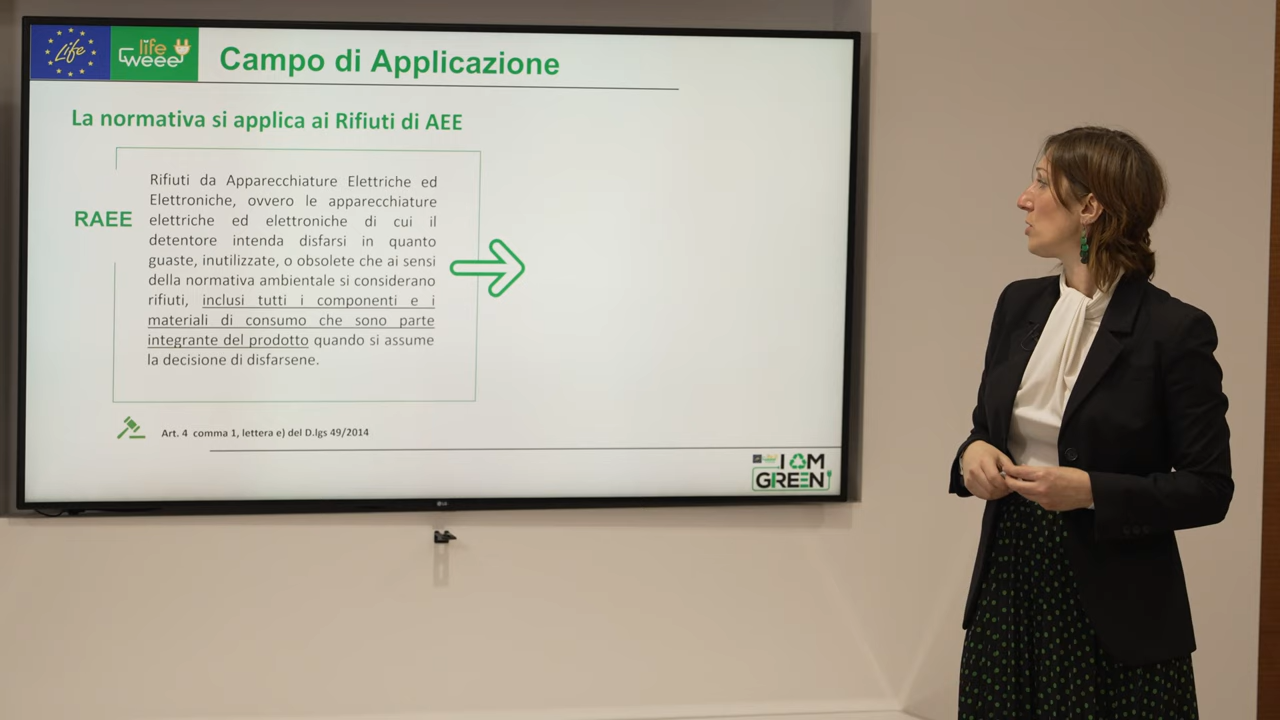 Life
life
weee
Campo di Applicazione
La normativa si applica ai Rifiuti di AEE
RAEE
Rifiuti da Apparecchiature Elettriche ed
Elettroniche, ovvero le apparecchiature
elettriche ed elettroniche di cui il
detentore intenda disfarsi in quanto
guaste, inutilizzate, o obsolete che ai sensi
della normativa ambientale si considerano
rifiuti, inclusi tutti i componenti e i
materiali di consumo che sono parte
integrante del prodotto quando si assume
la decisione di disfarsene.
Art. 4 comma 1, lettera e) del D.lgs 49/2014
I AM
GREEN
LG